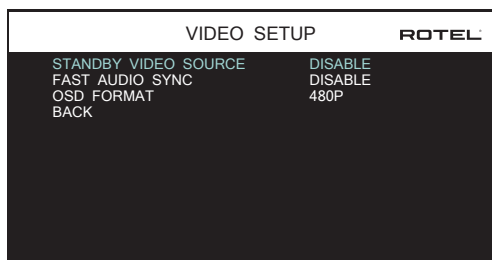 VIDEO SETUP ROTEL
STANDBY VIDEO SOURCE DISABLE
FAST AUDIO SYNC DISABLE
OSD FORMAT 480P
BACK